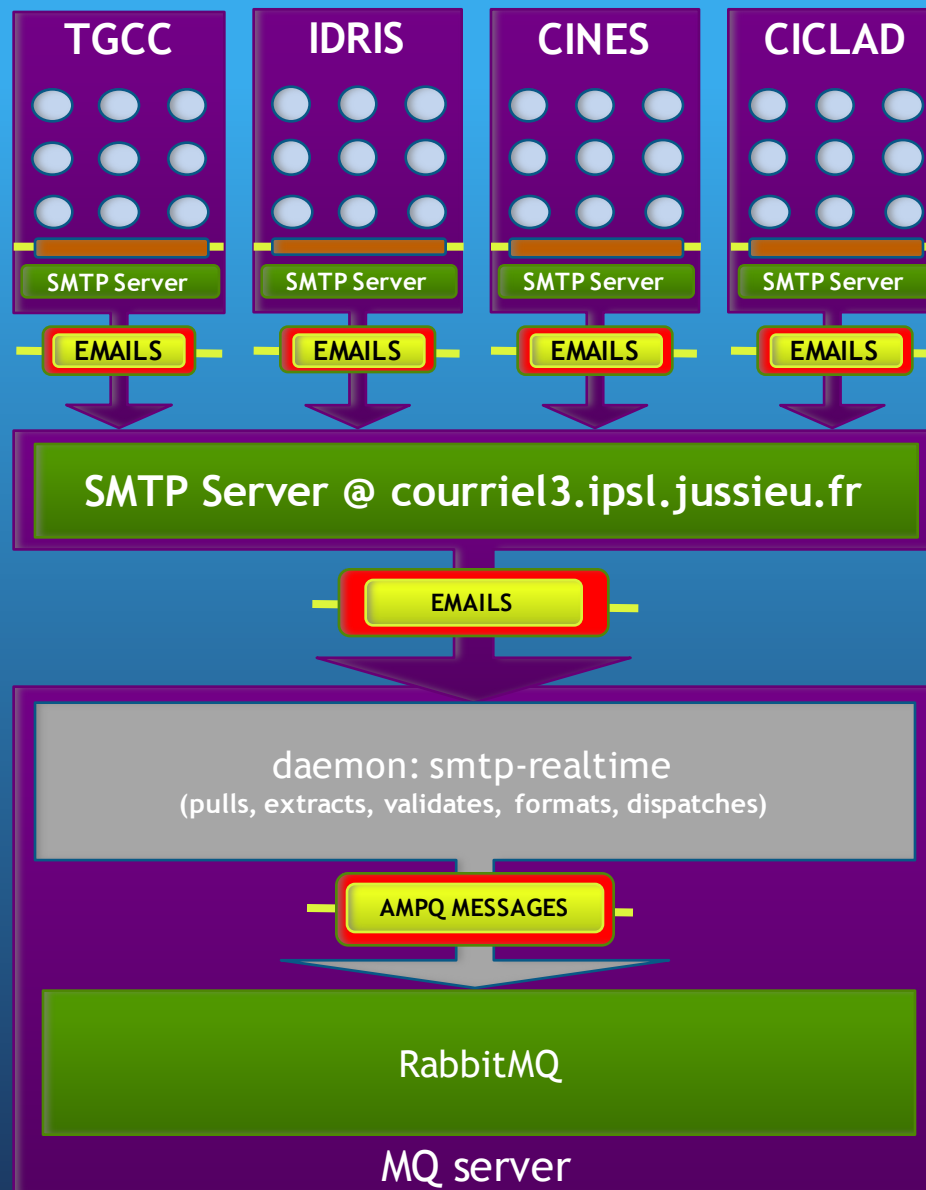 TGCC
IDRIS
CINES
CICLAD
SMTP Server
SMTP Server
SMTP Server
SMTP Server
EMAILS
EMAILS
EMAILS
EMAILS
SMTP Server @ courriel3.ipsl.jussieu.fr
EMAILS
daemon: smtp-realtime
(pulls, extracts, validates, formats, dispatches)
AMPQ MESSAGES
RabbitMQ
MQ server